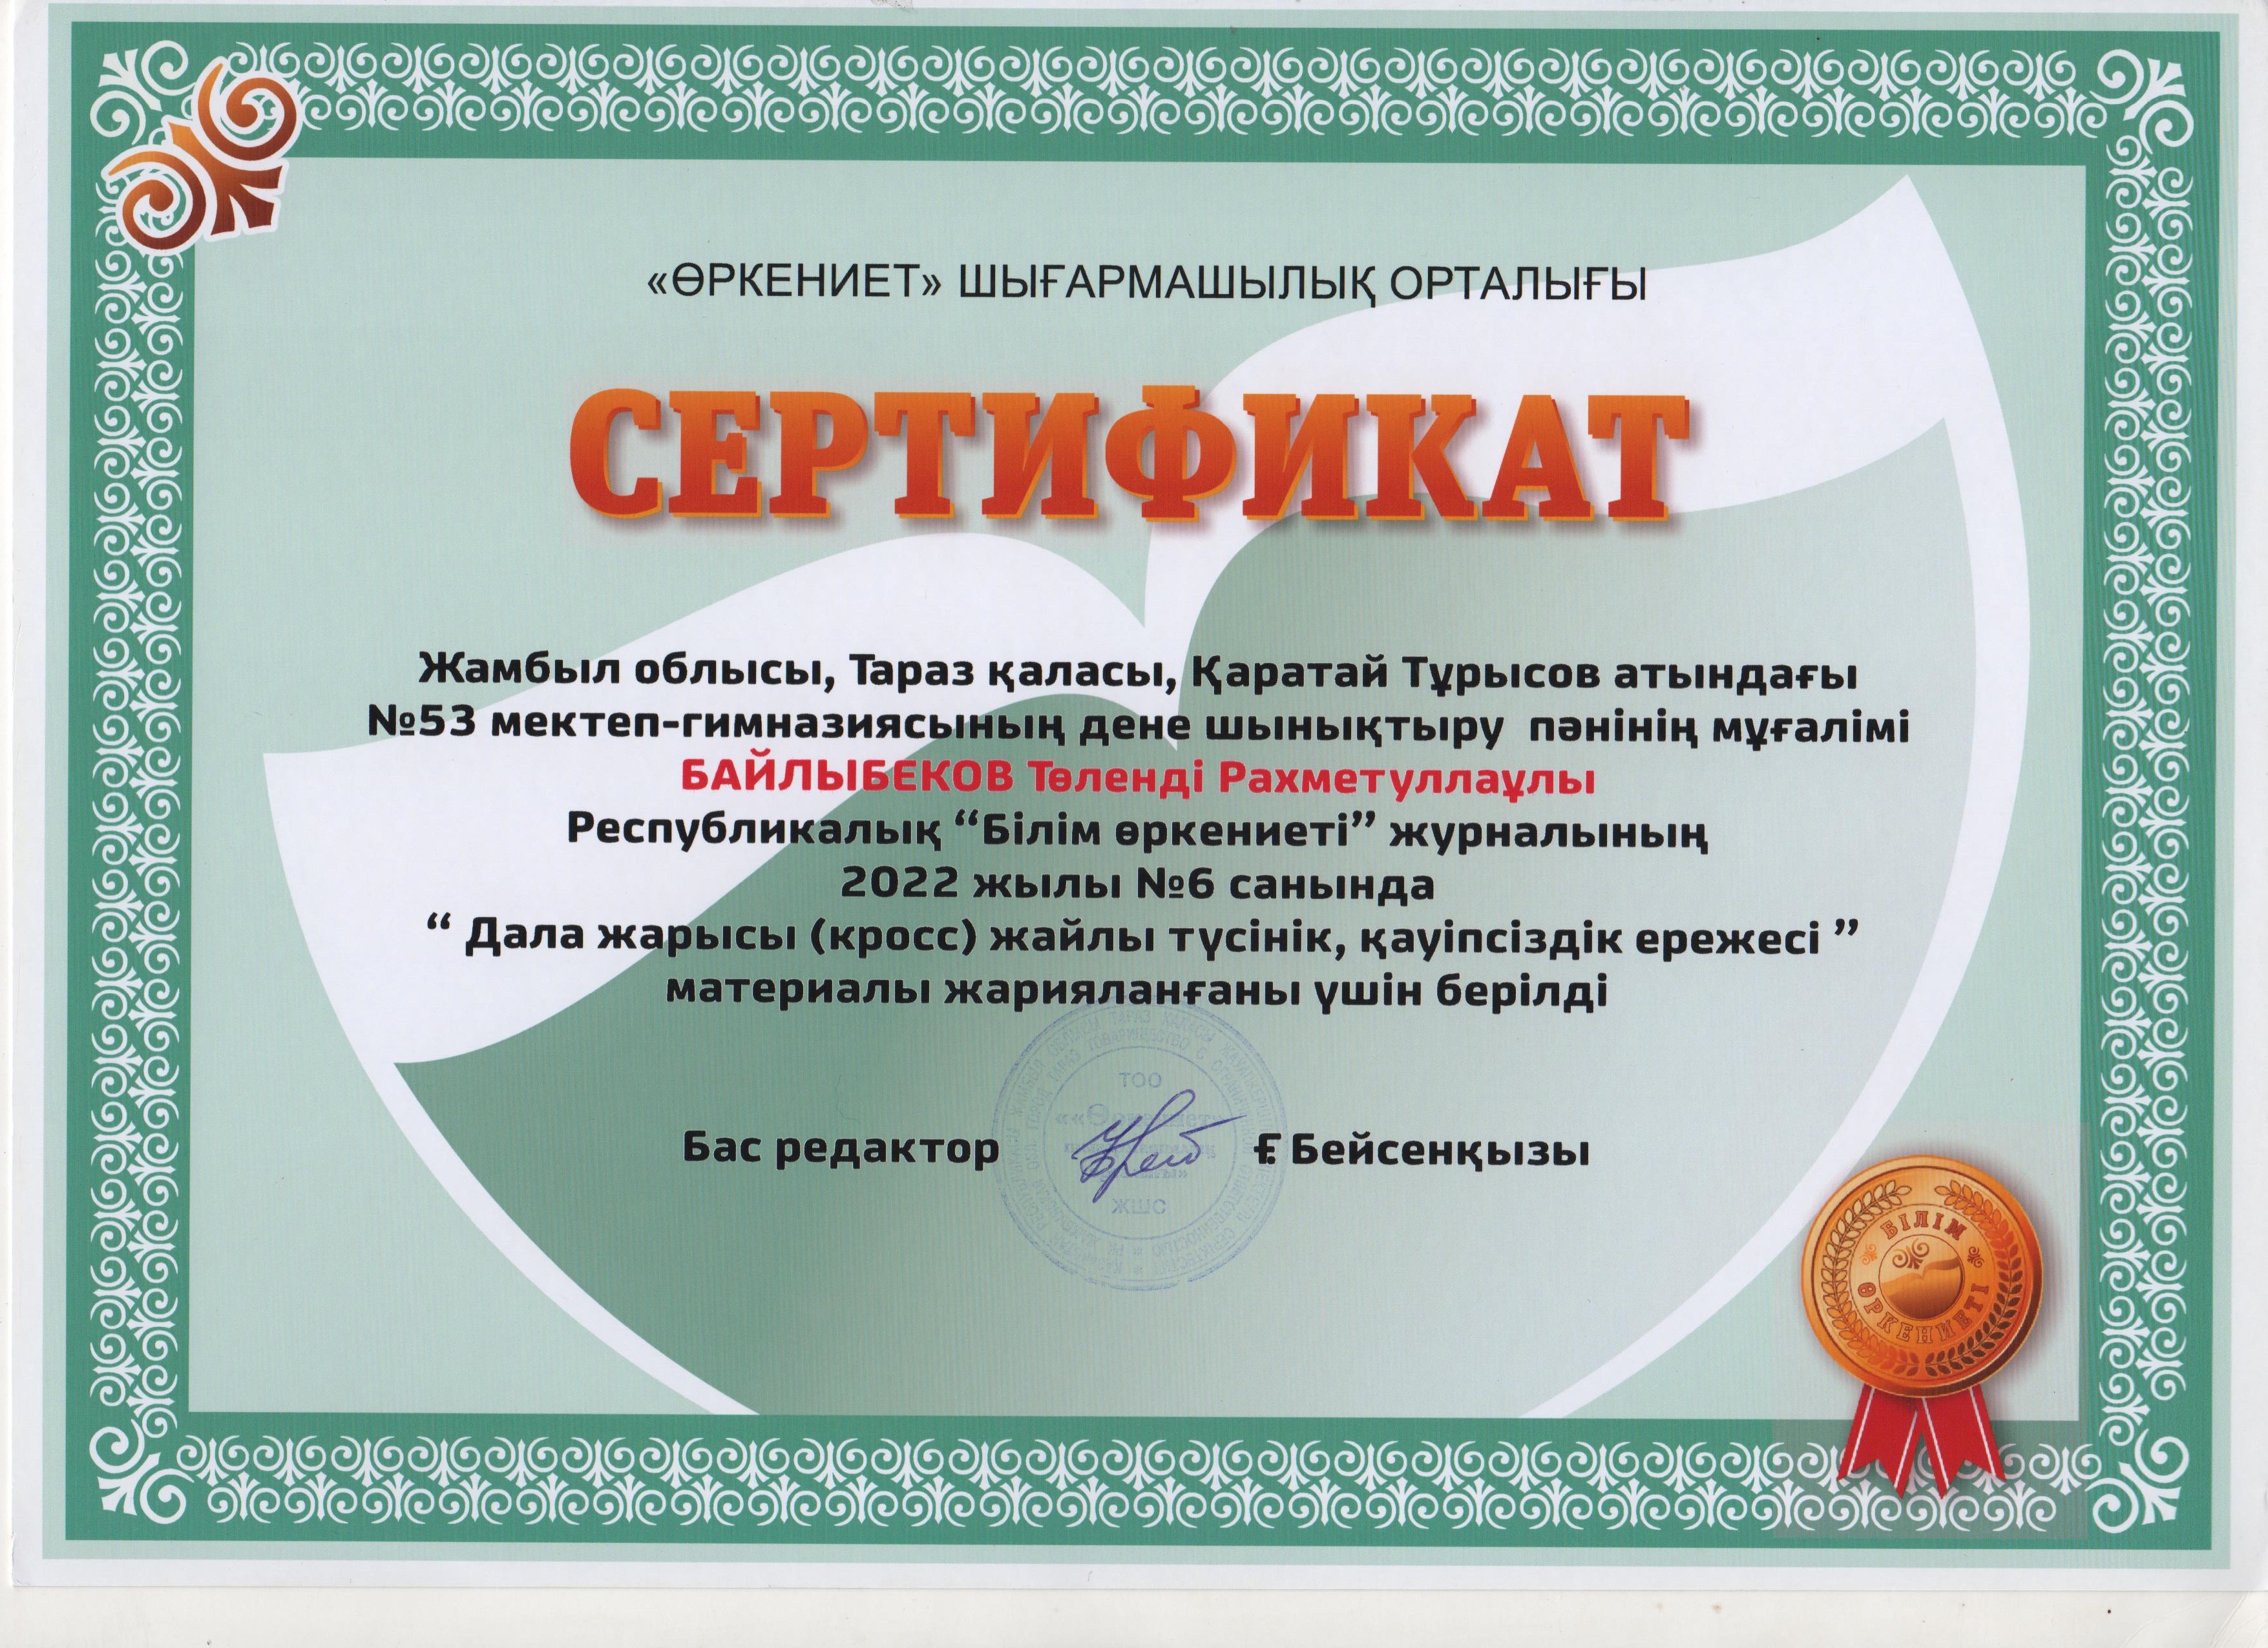 «ӨРКЕНИЕТ» ШЫҒАРМАШЫЛЫҚ ОРТАЛЫҒЫ
СЕРТИФИКАТ
Жамбыл облысы, Тараз қаласы, Қаратай Тұрысов атындағы
№53 мектеп-гимназиясының дене шынықтыру пәнінің мұғалімі
БАЙЛЫБЕКОВ Төленді Рахметуллаұлы
Республикалық “Білім өркениеті” журналының
2022 жылы №6 санында
“ Дала жарысы (кросс) жайлы түсінік, қауіпсіздік ережесі ”
материалы жарияланғаны үшін берілді
ТОО
ЖШС
Бас редактор Ғ. Бейсенқызы
БІЛІМ
ӨРКЕНИЕТІ